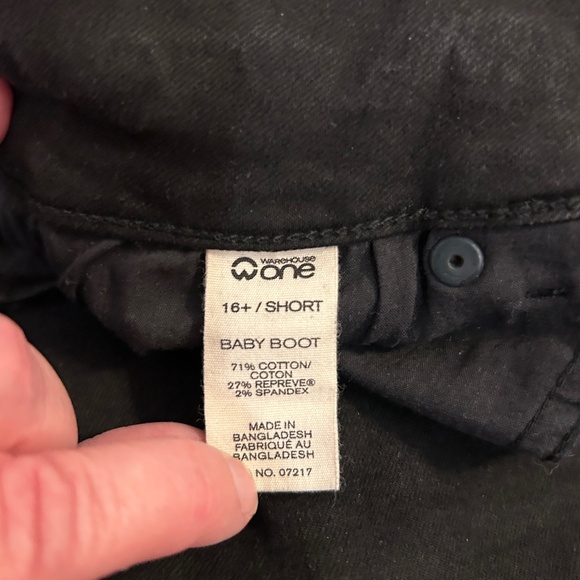 WAREHOUSE
one
16+ / SHORT
BABY BOOT
71% COTTON/
COTON
27% REPREVE®
2% SPANDEX
MADE IN
BANGLADESH
FABRIQUÉ AU
BANGLADESH
NO. 07217